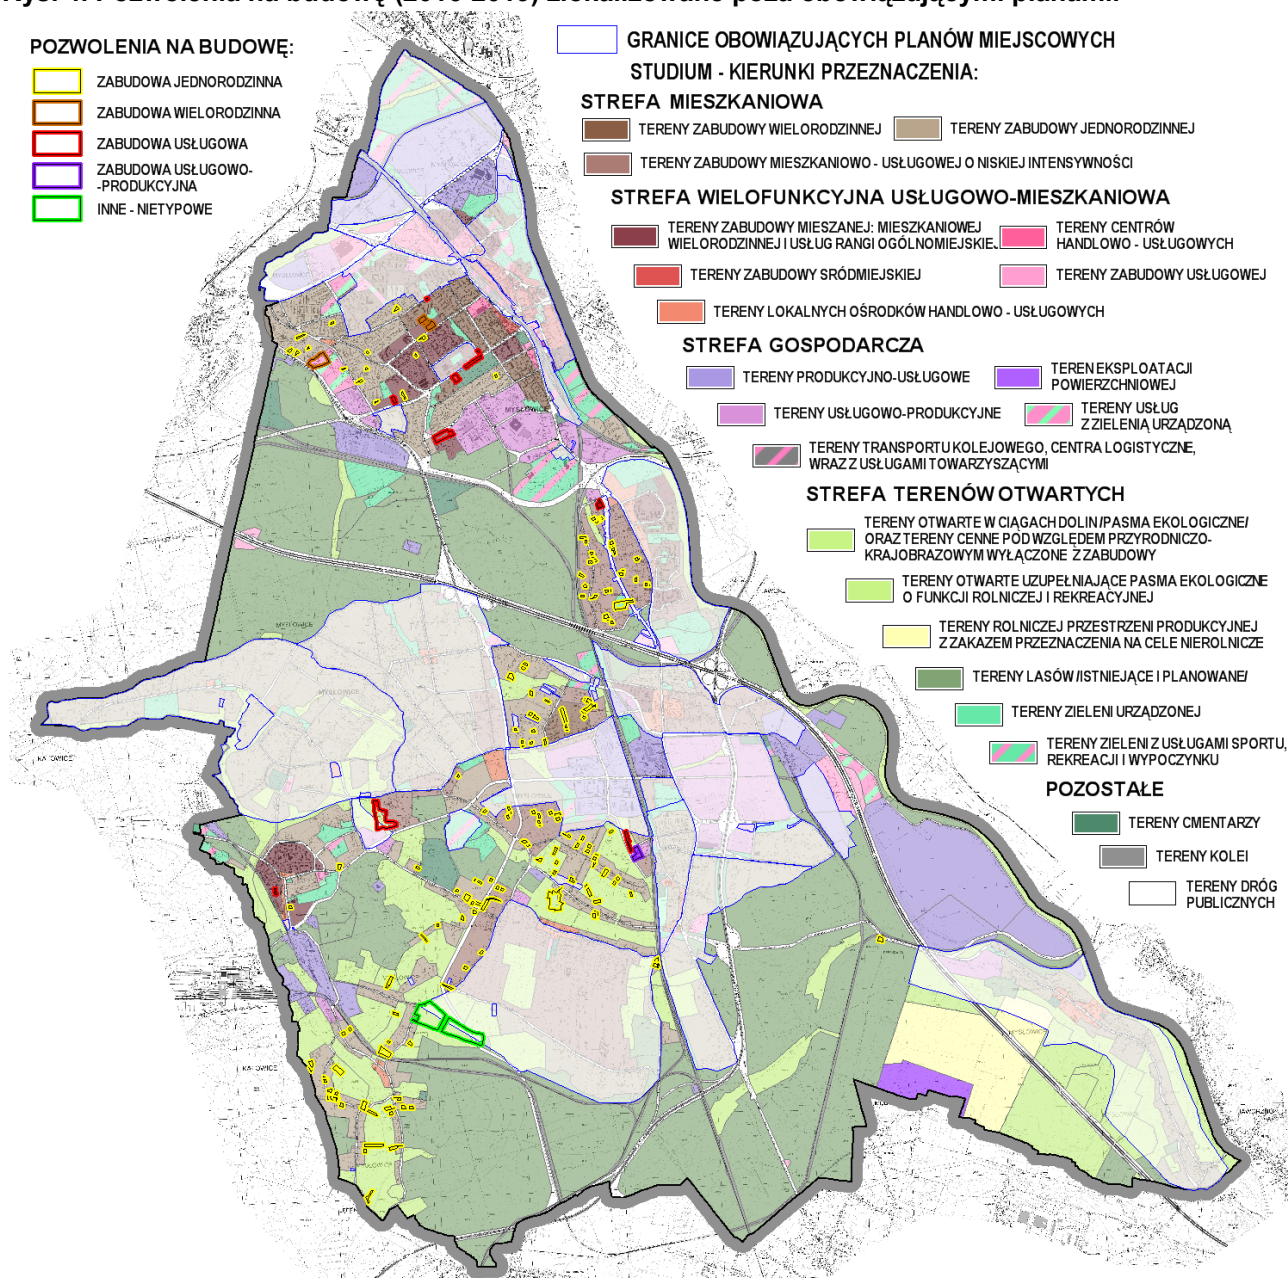 POZWOLENIA NA BUDOWĘ:
ZABUDOWA JEDNORODZINNA
ZABUDOWA WIELORODZINNA
ZABUDOWA USŁUGOWA
ZABUDOWA USŁUGOWO-
-PRODUKCYJNA
INNE - NIETYPOWE
GRANICE OBOWIĄZUJĄCYCH PLANÓW MIEJSCOWYCH
STUDIUM - KIERUNKI PRZEZNACZENIA:
STREFA MIESZKANIOWA
TERENY ZABUDOWY WIELORODZINNEJ
TERENY ZABUDOWY JEDNORODZINNEJ
TERENY ZABUDOWY MIESZKANIOWO - USŁUGOWEJ O NISKIEJ INTENSYWNOŚCI
STREFA WIELOFUNKCYJNA USŁUGOWO-MIESZKANIOWA
TERENY ZABUDOWY MIESZANEJ: MIESZKANIOWEJ
WIELORODZINNEJ I USŁUG RANGI OGÓLNOMIEJSKIEJ
TERENY CENTRÓW
HANDLOWO - USŁUGOWYCH
TERENY ZABUDOWY SRÓDMIEJSKIEJ
TERENY ZABUDOWY USŁUGOWEJ
TERENY LOKALNYCH OŚRODKÓW HANDLOWO - USŁUGOWYCH
STREFA GOSPODARCZA
TERENY PRODUKCYJNO-USŁUGOWE
TEREN EKSPLOATACJI
POWIERZCHNIOWEJ
TERENY USŁUGOWO-PRODUKCYJNE
TERENY USŁUG
Z ZIELENIĄ URZĄDZONĄ
TERENY TRANSPORTU KOLEJOWEGO, CENTRA LOGISTYCZNE,
WRAZ Z USŁUGAMI TOWARZYSZĄCYMI
STREFA TERENÓW OTWARTYCH
TERENY OTWARTE W CIĄGACH DOLIN /PASMA EKOLOGICZNE/
ORAZ TERENY CENNE POD WZGLĘDEM PRZYRODNICZO-
KRAJOBRAZOWYM WYŁĄCZONE Z ZABUDOWY
TERENY OTWARTE UZUPEŁNIAJĄCE PASMA EKOLOGICZNE
O FUNKCJI ROLNICZEJ I REKREACYJNEJ
TERENY ROLNICZEJ PRZESTRZENI PRODUKCYJNEJ
Z ZAKAZEM PRZEZNACZENIA NA CELE NIEROLNICZE
TERENY LASÓW /ISTNIEJĄCE I PLANOWANE/
TERENY ZIELENI URZĄDZONEJ
TERENY ZIELENI Z USŁUGAMI SPORTU,
REKREACJI I WYPOCZYNKU
POZOSTAŁE
TERENY CMENTARZY
TERENY KOLEI
TERENY DRÓG
PUBLICZNYCH
MYSŁOWICE
MYSŁOWICE
MYSŁOWICE
KATOWICE
KATOWICE
MYSŁOWICE